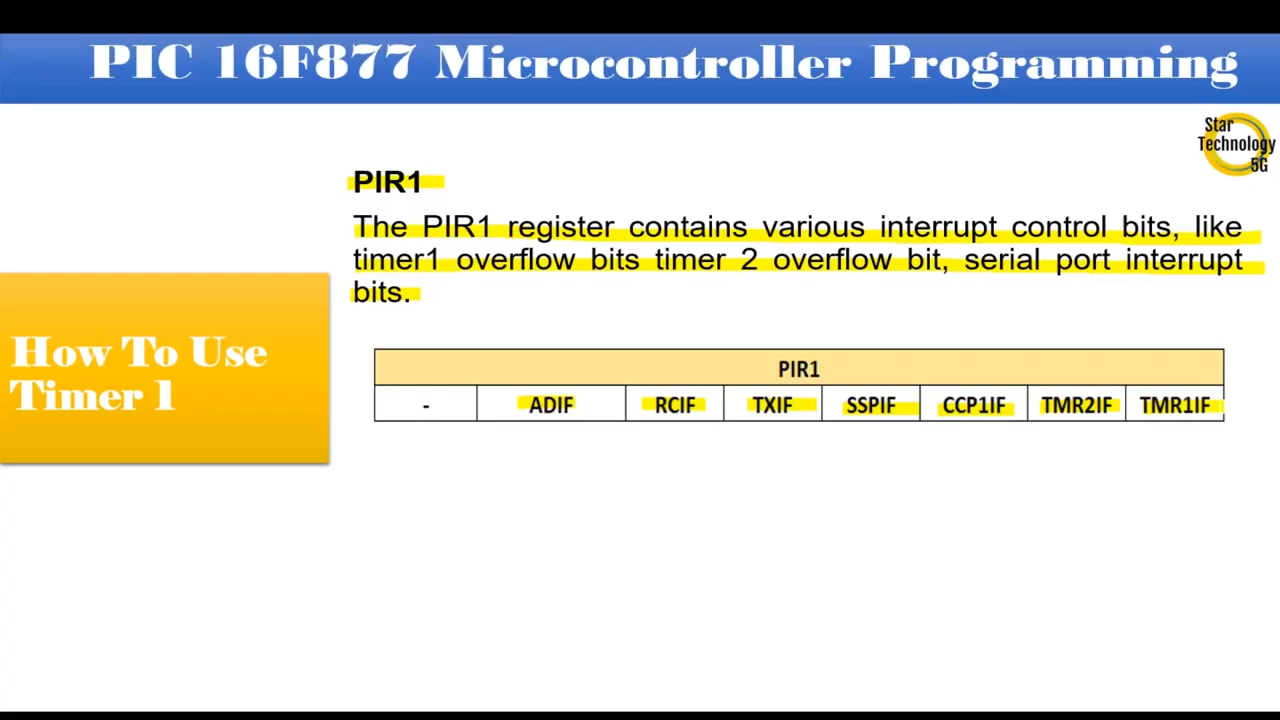 PIC 16F877 Microcontroller Programming
Star
Technology
5G
PIR1
The PIR1 register contains various interrupt control bits, like
timer1 overflow bits timer 2 overflow bit, serial port interrupt
bits.
How To Use
Timer 1
PIR1
- ADIF RCIF TXIF SSPIF CCP1IF TMR2IF TMR1IF